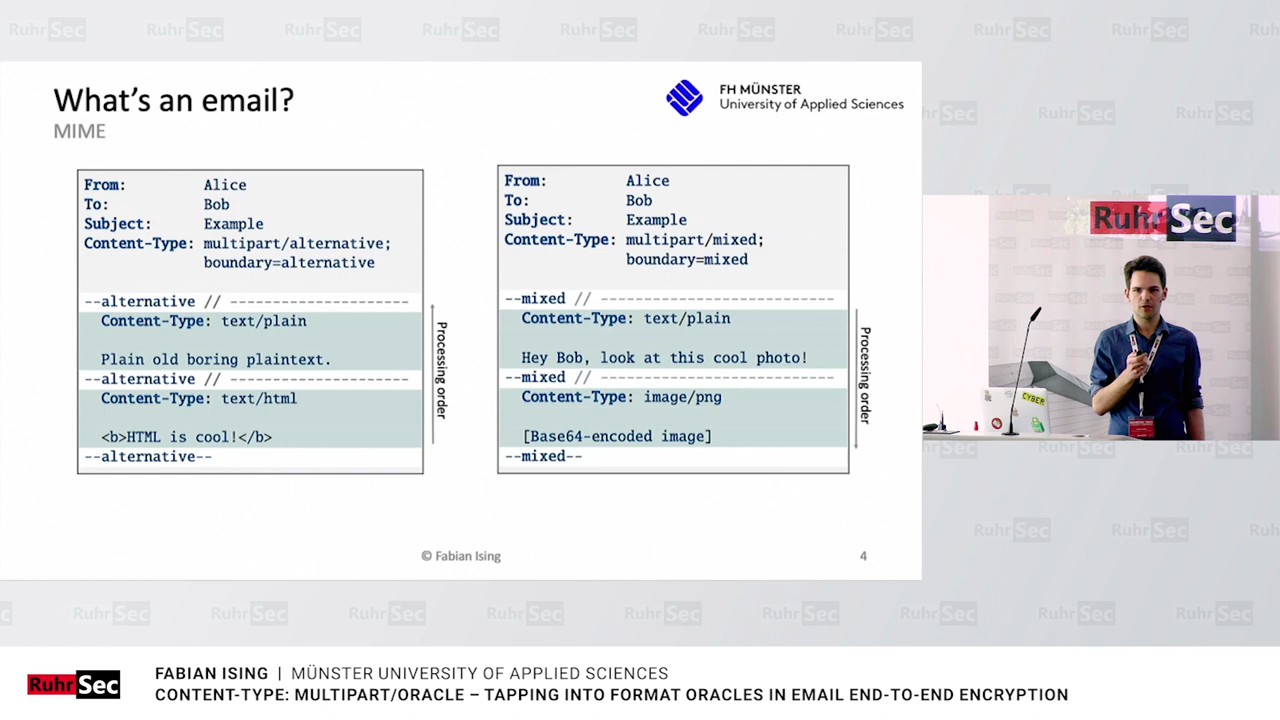 What's an email?
MIME
FH MÜNSTER
University of Applied Sciences
From: Alice
To: Bob
Subject: Example
Content-Type: multipart/alternative;
boundary=alternative
--alternative // ---------------------
Content-Type: text/plain
Plain old boring plaintext.
--alternative // ---------------------
Content-Type: text/html
<b>HTML is cool!</b>
--alternative--
Processing order
From: Alice
To: Bob
Subject: Example
Content-Type: multipart/mixed;
boundary=mixed
--mixed // ----------------------------
Content-Type: text/plain
Hey Bob, look at this cool photo!
--mixed // ----------------------------
Content-Type: image/png
[Base64-encoded image]
--mixed--
Processing order
© Fabian Ising
4
RuhrSec
CYBER
RuhrSec
FABIAN ISING | MÜNSTER UNIVERSITY OF APPLIED SCIENCES
CONTENT-TYPE: MULTIPART/ORACLE – TAPPING INTO FORMAT ORACLES IN EMAIL END-TO-END ENCRYPTION